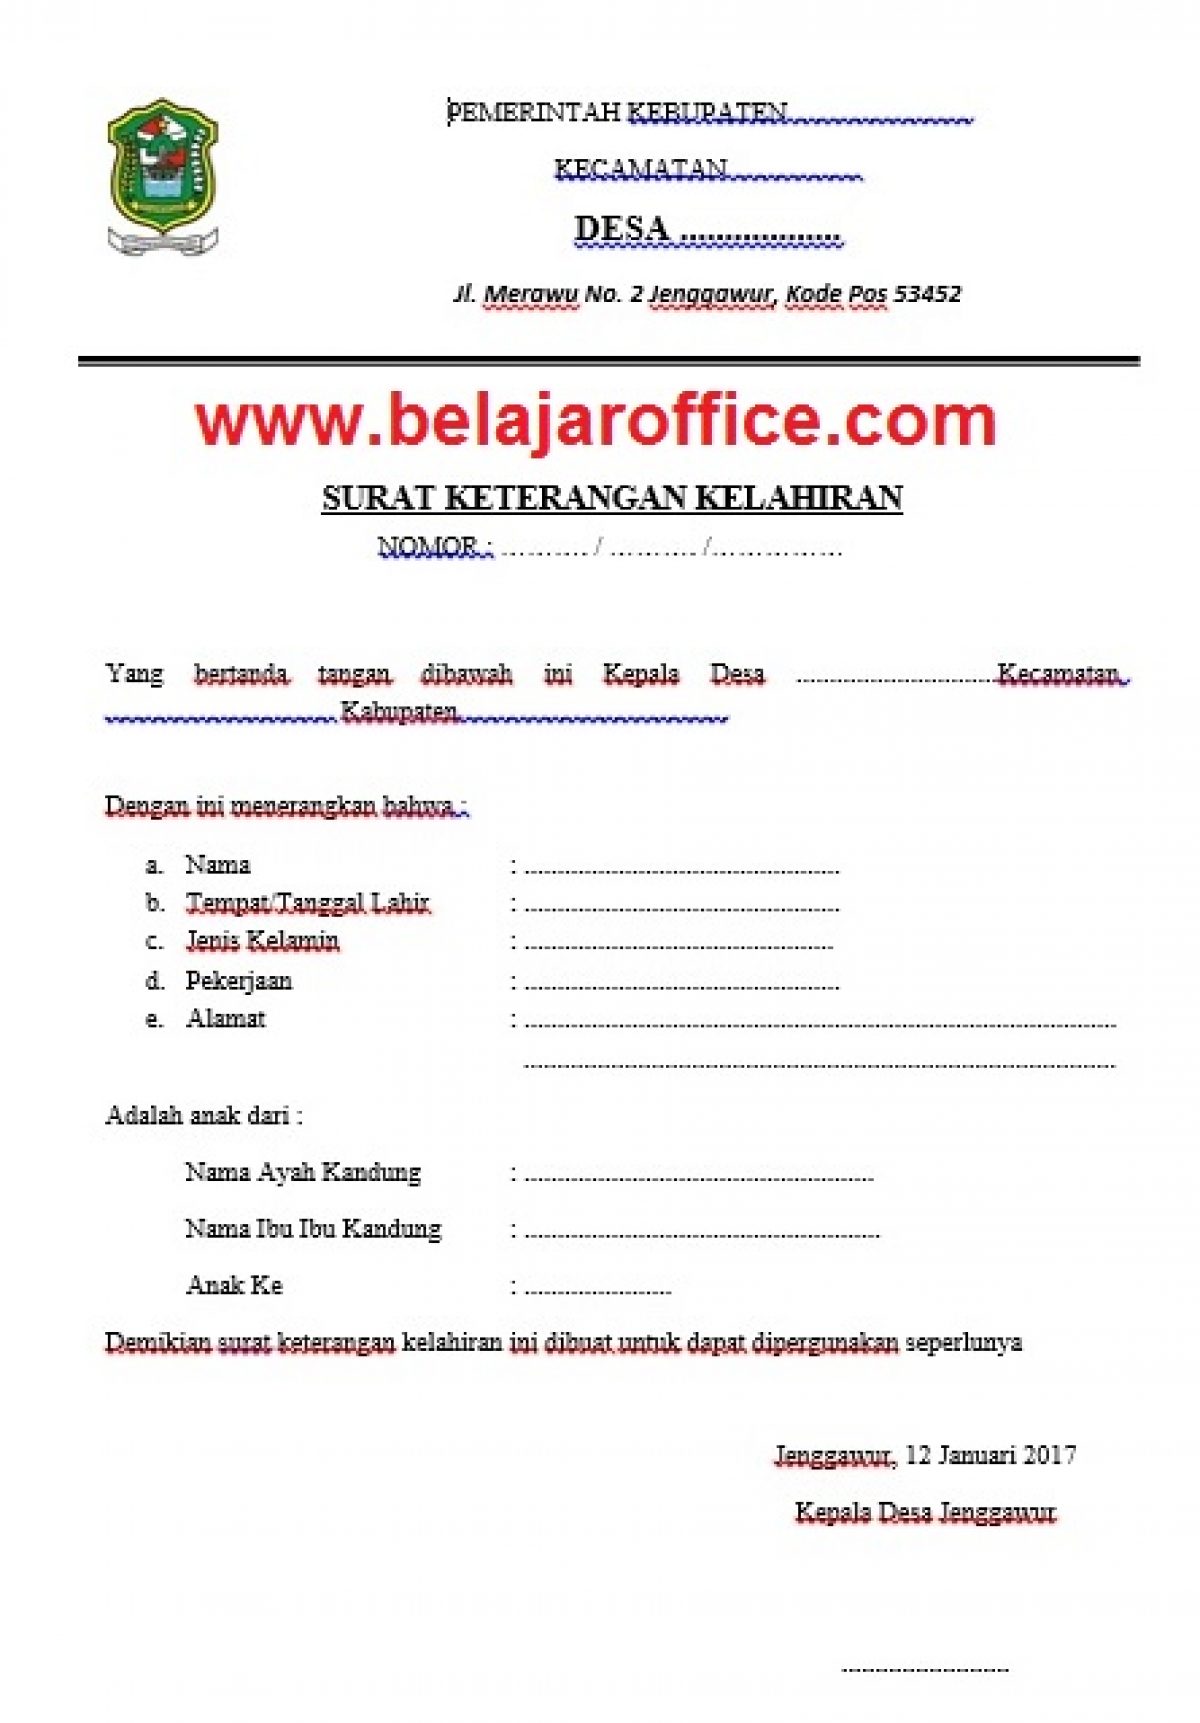 PEMERINTAH KEBUPATEN..........................
KECAMATAN...................
DESA ..................
Jl. Merawu No. 2 Jenggawur, Kode Pos 53452
www.belajaroffice.com
SURAT KETERANGAN KELAHIRAN
NOMOR : ………. / ………. /……………
Yang bertanda tangan dibawah ini Kepala Desa ..............................Kecamatan
.................................. Kabupaten........................................
Dengan ini menerangkan bahwa :
a. Nama : ...............................................
b. Tempat/Tanggal Lahir : ...............................................
c. Jenis Kelamin : ..............................................
d. Pekerjaan : ...............................................
e. Alamat : ........................................................................................
........................................................................................
Adalah anak dari :
Nama Ayah Kandung : ....................................................
Nama Ibu Ibu Kandung : .....................................................
Anak Ke : ......................
Demikian surat keterangan kelahiran ini dibuat untuk dapat dipergunakan seperlunya
Jenggawur, 12 Januari 2017
Kepala Desa Jenggawur
.........................